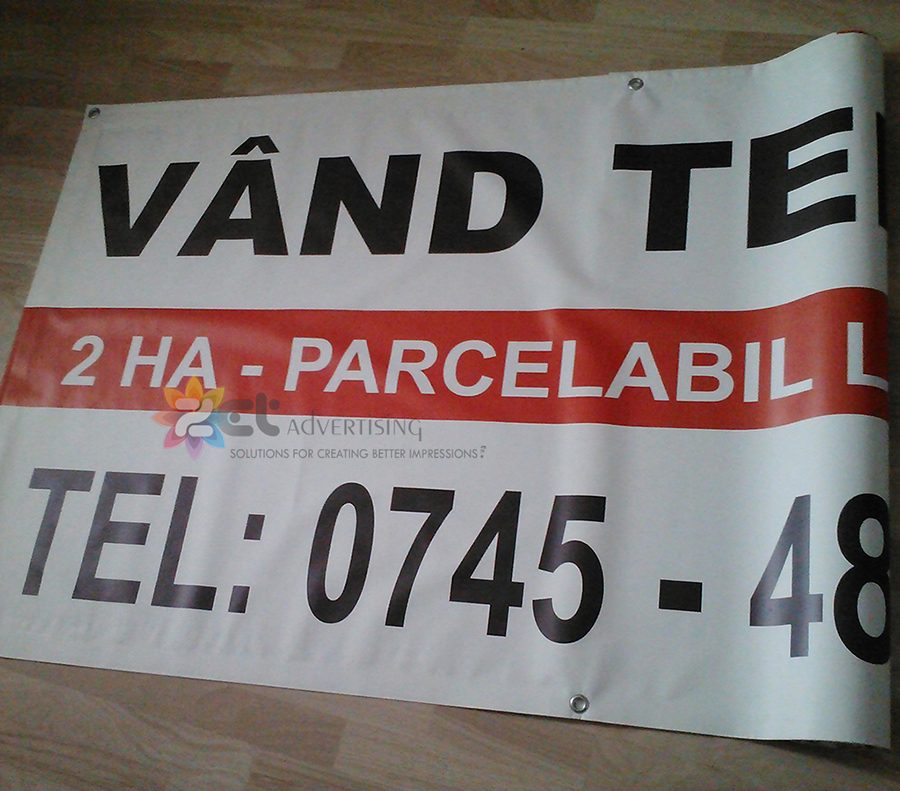 VÂND TE
2 HA - PARCELABIL L
ADVERTISING
SOLUTIONS FOR CREATING BETTER IMPRESSIONS!
TEL: 0745 - 48